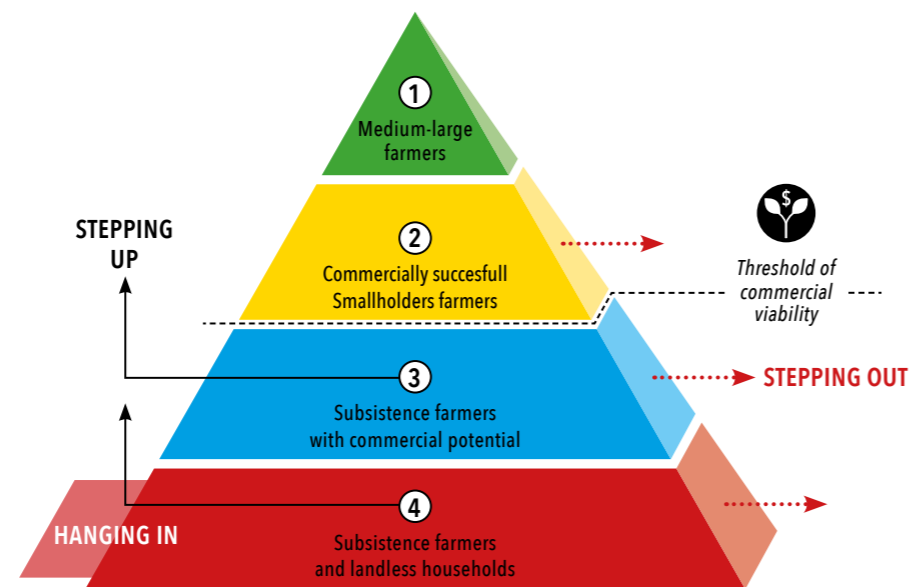 1
Medium-large
farmers
STEPPING
UP
2
Commercially succesfull
Smallholders farmers
$
Threshold of
commercial
viability
3
Subsistence farmers
with commercial potential
STEPPING OUT
HANGING IN
4
Subsistence farmers
and landless households